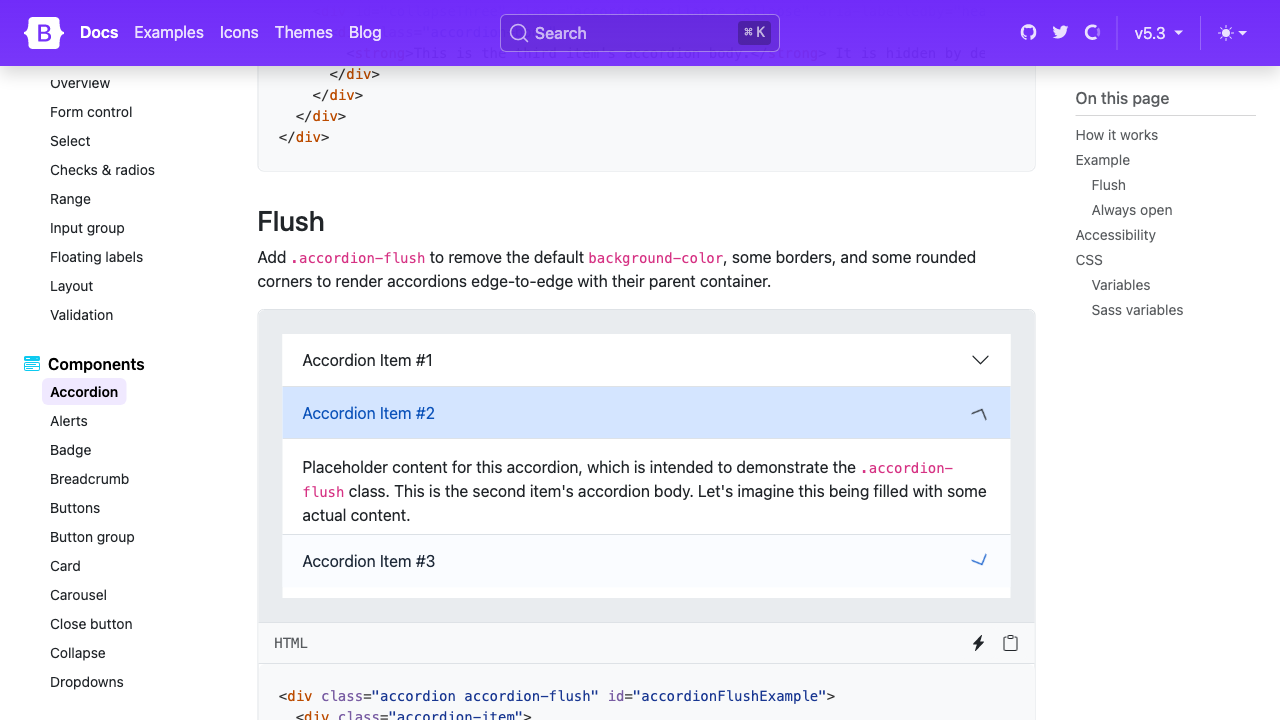 Docs Examples Icons Themes Blog
Search
⌘ K
v5.3
Overview
Form control
Select
Checks & radios
Range
Input group
Floating labels
Layout
Validation
Components
Accordion
Alerts
Badge
Breadcrumb
Buttons
Button group
Card
Carousel
Close button
Collapse
Dropdowns
<strong>This is the third item's accordion body.</strong> It is hidden by de
</div>
</div>
</div>
</div>
Flush
Add .accordion-flush to remove the default background-color, some borders, and some rounded
corners to render accordions edge-to-edge with their parent container.
Accordion Item #1
Accordion Item #2
Placeholder content for this accordion, which is intended to demonstrate the .accordion-
flush class. This is the second item's accordion body. Let's imagine this being filled with some
actual content.
Accordion Item #3
HTML
<div class="accordion accordion-flush" id="accordionFlushExample">
<div class="accordion-item">
On this page
How it works
Example
Flush
Always open
Accessibility
CSS
Variables
Sass variables